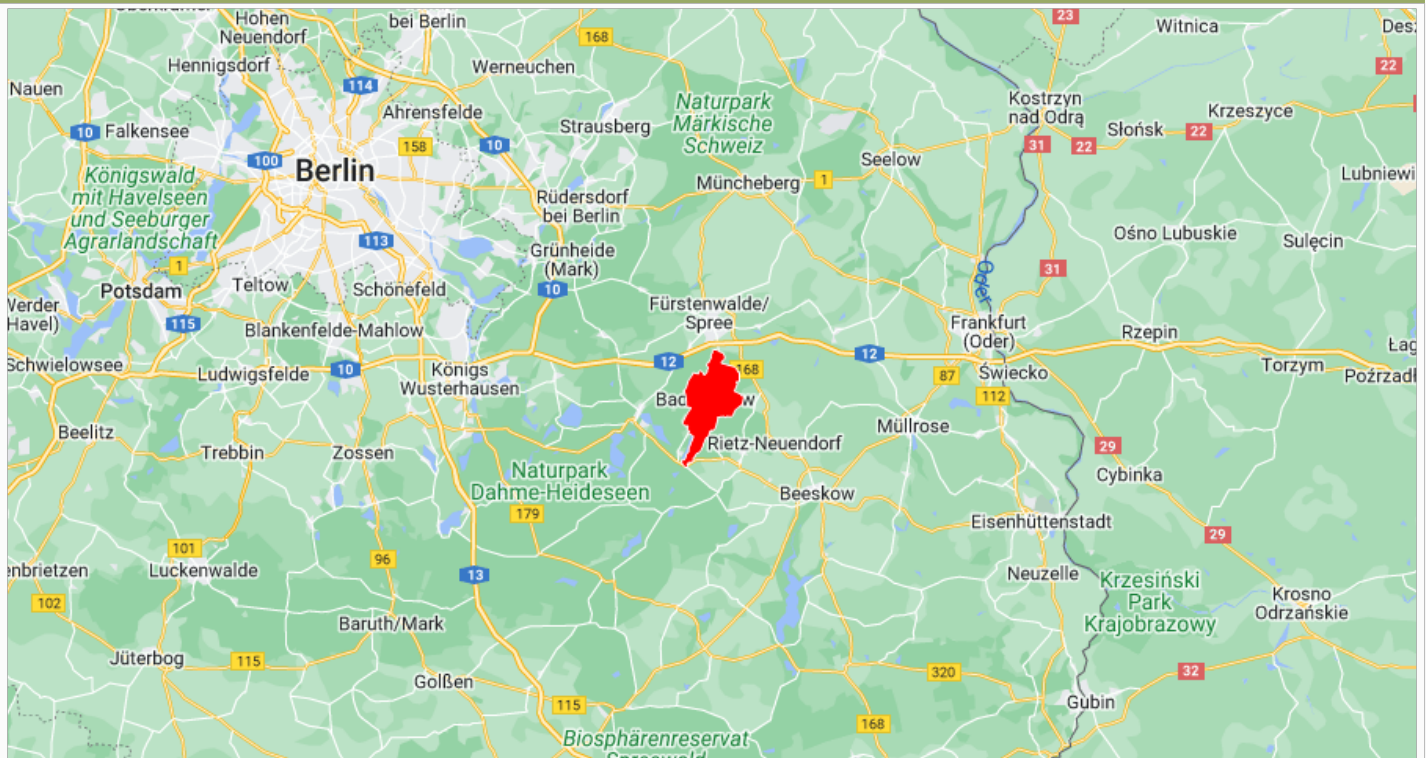 Hohen
Neuendorf
bei Berlin
168
23
Witnica
Hennigsdorf
Werneuchen
22
Nauen
114
Naturpark
Märkische
Schweiz
Kostrzyn
nad Odrą
Krzeszyce
Ahrensfelde
10
Falkensee
158
10
Strausberg
Słońsk
22
31
22
100
Berlin
Seelow
Lubniewi
Königswald
mit Havelseen
und Seeburger
Agrarlandschaft
Müncheberg
1
Rüdersdorf
bei Berlin
113
Ośno Lubuskie
Sulęcin
Grünheide
(Mark)
1
31
Potsdam
Teltow
Schönefeld
10
Oder
Werder
(Havel)
115
Blankenfelde-Mahlow
Fürstenwalde/
Spree
Frankfurt
(Oder)
Rzepin
Schwielowsee
Ludwigsfelde
10
Königs
Wusterhausen
12
168
12
87
Świecko
Torzym
Łag
Poźrzadł
112
Bad
w
Beelitz
Trebbin
Zossen
Rietz-Neuendorf
Müllrose
29
Cybinka
Naturpark
Dahme-Heideseen
Beeskow
179
Eisenhüttenstadt
29
101
96
enbrietzen
Luckenwalde
13
Neuzelle
Krzesiński
Park
Krajobrazowy
102
Krosno
Odrzańskie
Baruth/Mark
Jüterbog
115
Golßen
320
32
115
168
Gubin
Biosphärenreservat
Spreewald